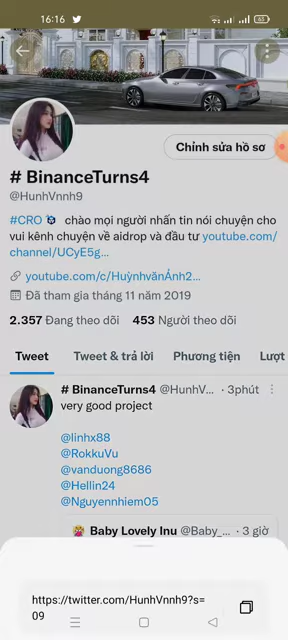 16:16 63
Chỉnh sửa hồ sơ
# BinanceTurns4
@HunhVnnh9
#CRO chào mọi người nhấn tin nói chuyện cho
vui kênh chuyện về aidrop và đầu tư youtube.com/
channel/UCyE5g...
youtube.com/c/HuỳnhvănÁnh2...
Đã tham gia tháng 11 năm 2019
2.357 Đang theo dõi 453 Người theo dõi
Tweet Tweet & trả lời Phương tiện Lượt
# BinanceTurns4 @HunhV... · 3phút
very good project
@linhx88
@RokkuVu
@vanduong8686
@Hellin24
@Nguyennhiem05
Baby Lovely Inu @Baby_... · 3 giờ
https://twitter.com/HunhVnnh9?s=
09